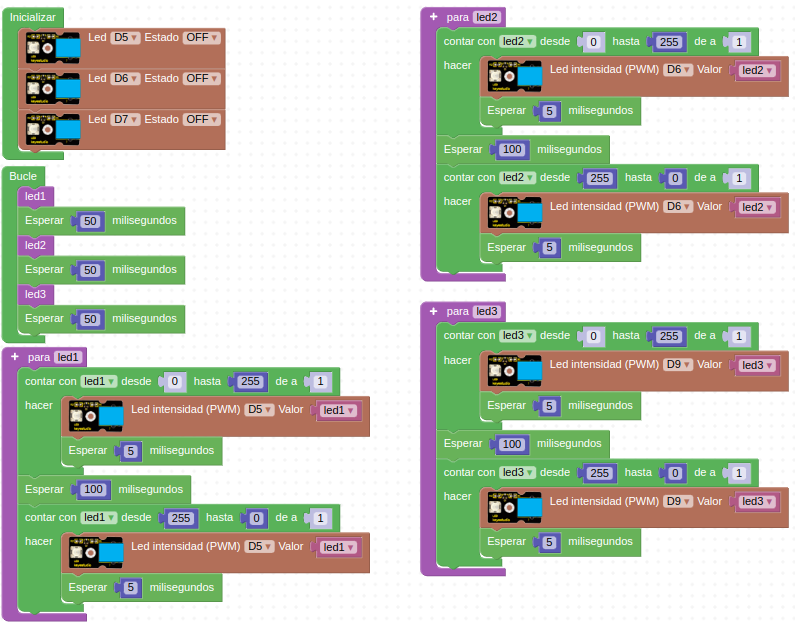 Inicializar
Led D5 Estado OFF
Led D6 Estado OFF
Led D7 Estado OFF
Bucle
led1
Esperar 50 milisegundos
led2
Esperar 50 milisegundos
led3
Esperar 50 milisegundos
+ para led1
contar con led1 desde 0 hasta 255 de a 1
hacer Led intensidad (PWM) D5 Valor led1
Esperar 5 milisegundos
Esperar 100 milisegundos
contar con led1 desde 255 hasta 0 de a 1
hacer Led intensidad (PWM) D5 Valor led1
Esperar 5 milisegundos
+ para led2
contar con led2 desde 0 hasta 255 de a 1
hacer Led intensidad (PWM) D6 Valor led2
Esperar 5 milisegundos
Esperar 100 milisegundos
contar con led2 desde 255 hasta 0 de a 1
hacer Led intensidad (PWM) D6 Valor led2
Esperar 5 milisegundos
+ para led3
contar con led3 desde 0 hasta 255 de a 1
hacer Led intensidad (PWM) D9 Valor led3
Esperar 5 milisegundos
Esperar 100 milisegundos
contar con led3 desde 255 hasta 0 de a 1
hacer Led intensidad (PWM) D9 Valor led3
Esperar 5 milisegundos